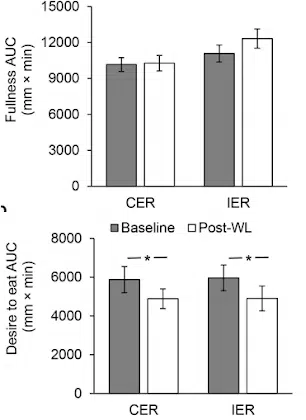 Fullness AUC
(mm × min)
15000
12000
9000
6000
3000
0
CER IER
Baseline Post-WL
Desire to eat AUC
(mm × min)
8000
6000
4000
2000
0
* *
CER IER